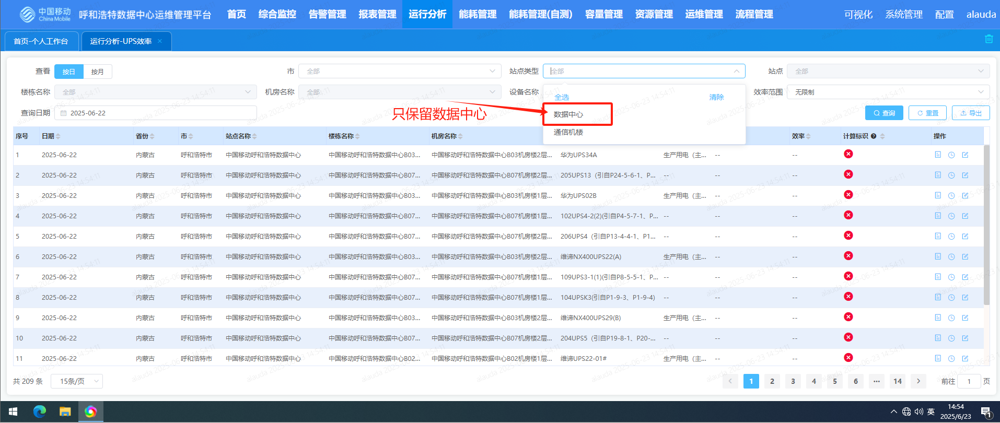 中国移动 China Mobile 呼和浩特数据中心运维管理平台 首页 综合监控 告警管理 报表管理 运行分析 能耗管理 能耗管理(自测) 容量管理 资源管理 运维管理 流程管理 可视化 系统管理 配置 alauda
首页-个人工作台 运行分析-UPS效率 ×
查看 按日 按月 市 全部 站点类型 全部 站点 全部
楼栋名称 全部 机房名称 全部 设备名称 效率范围 无限制
全选 清除
查询日期 2025-06-22 只保留数据中心 数据中心 查询 重置 导出
通信机楼
序号 日期 省份 市 站点名称 楼栋名称 机房名称 效率 计算标识 操作
1 2025-06-22 内蒙古 呼和浩特市 中国移动呼和浩特数据中心 中国移动呼和浩特数据中心B03... 中国移动呼和浩特数据中心B03机房楼2层... 华为UPS34A 生产用电（主... -- --
2 2025-06-22 内蒙古 呼和浩特市 中国移动呼和浩特数据中心 中国移动呼和浩特数据中心B07... 中国移动呼和浩特数据中心B07机房楼2层... 205UPS13（引自P24-5-6-1、P... -- -- --
3 2025-06-22 内蒙古 呼和浩特市 中国移动呼和浩特数据中心 中国移动呼和浩特数据中心B03... 中国移动呼和浩特数据中心B03机房楼1层... 华为UPS02B 生产用电（主... -- --
4 2025-06-22 内蒙古 呼和浩特市 中国移动呼和浩特数据中心 中国移动呼和浩特数据中心B07... 中国移动呼和浩特数据中心B07机房楼1层... 102UPS4-2(2)(引自P4-5-7-1、P... -- -- --
5 2025-06-22 内蒙古 呼和浩特市 中国移动呼和浩特数据中心 中国移动呼和浩特数据中心B07... 中国移动呼和浩特数据中心B07机房楼2层... 206UPS4（引自P13-4-4-1、P1... -- -- --
6 2025-06-22 内蒙古 呼和浩特市 中国移动呼和浩特数据中心 中国移动呼和浩特数据中心B03... 中国移动呼和浩特数据中心B03机房楼2层... 维谛NX400UPS22(A) 生产用电（主... -- --
7 2025-06-22 内蒙古 呼和浩特市 中国移动呼和浩特数据中心 中国移动呼和浩特数据中心B07... 中国移动呼和浩特数据中心B07机房楼1层... 109UPS3-1(1)(引自P8-5-5-1、P... -- -- --
8 2025-06-22 内蒙古 呼和浩特市 中国移动呼和浩特数据中心 中国移动呼和浩特数据中心B07... 中国移动呼和浩特数据中心B07机房楼1层... 104UPSK3(引自P1-9-3、P1-9-4) -- -- --
9 2025-06-22 内蒙古 呼和浩特市 中国移动呼和浩特数据中心 中国移动呼和浩特数据中心B03... 中国移动呼和浩特数据中心B03机房楼2层... 维谛NX400UPS29(B) 生产用电（主... -- --
10 2025-06-22 内蒙古 呼和浩特市 中国移动呼和浩特数据中心 中国移动呼和浩特数据中心B07... 中国移动呼和浩特数据中心B07机房楼2层... 204UPS5（引自P19-8-1、P20-... -- -- --
11 2025-06-22 内蒙古 呼和浩特市 中国移动呼和浩特数据中心 中国移动呼和浩特数据中心B02... 中国移动呼和浩特数据中心B02机房楼1层... 维谛UPS22-01# 生产用电（主... -- --
共 209 条 15条/页 1 2 3 4 5 6 ... 14 前往 1 页
英 14:54
2025/6/23 1
alauda 2025-06-23 14:54:11